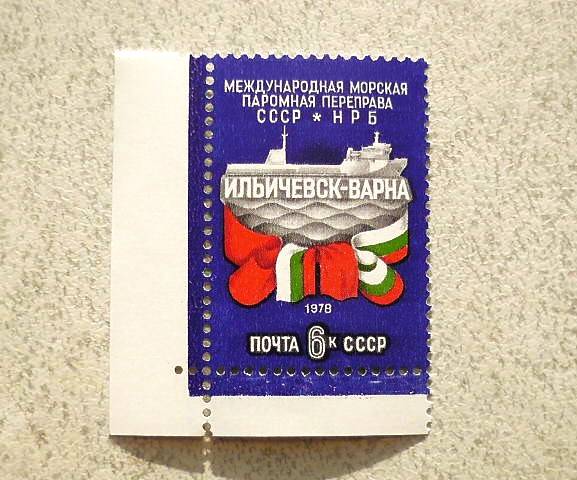 МЕЖДУНАРОДНАЯ МОРСКАЯ
ПАРОМНАЯ ПЕРЕПРАВА
СССР * НРБ
ИЛЬИЧЕВСК-ВАРНА
1978
ПОЧТА 6К СССР